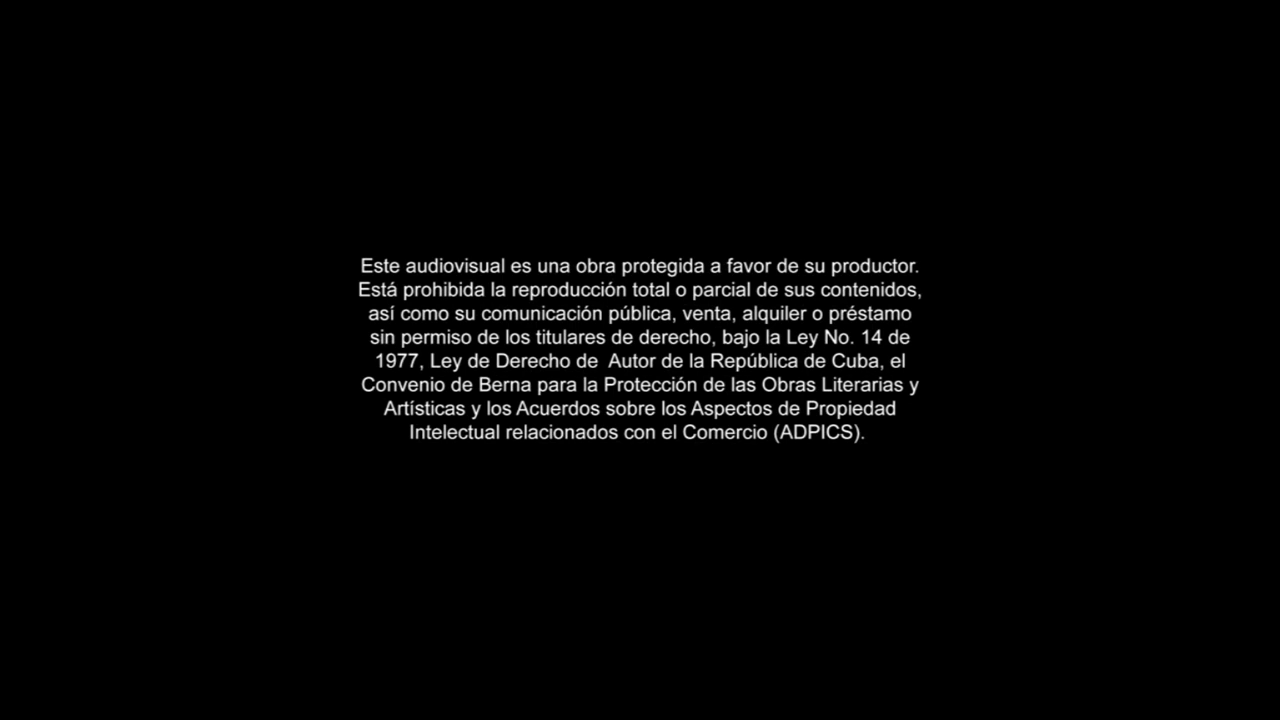 Este audiovisual es una obra protegida a favor de su productor.
Está prohibida la reproducción total o parcial de sus contenidos,
así como su comunicación pública, venta, alquiler o préstamo
sin permiso de los titulares de derecho, bajo la Ley No. 14 de
1977, Ley de Derecho de  Autor de la República de Cuba, el
Convenio de Berna para la Protección de las Obras Literarias y
Artísticas y los Acuerdos sobre los Aspectos de Propiedad
Intelectual relacionados con el Comercio (ADPICS).